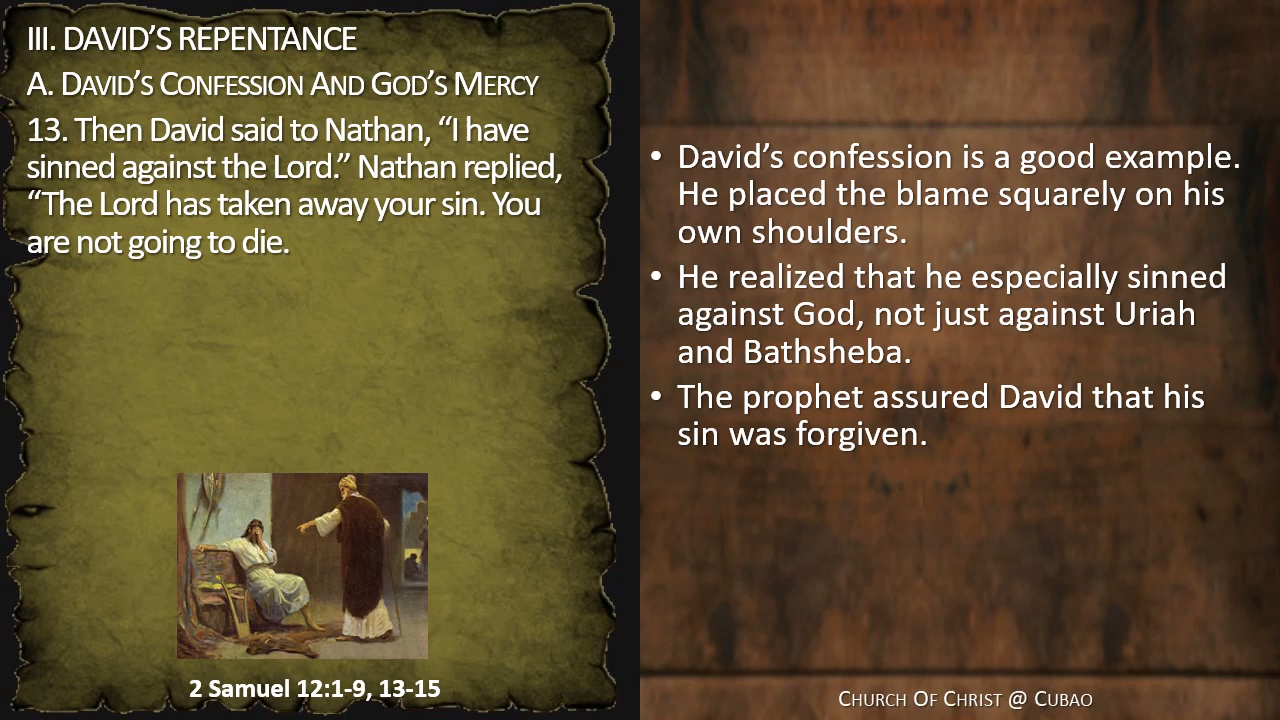 III. DAVID’S REPENTANCE
A. DAVID’S CONFESSION AND GOD’S MERCY
13. Then David said to Nathan, “I have
sinned against the Lord.” Nathan replied,
“The Lord has taken away your sin. You
are not going to die.
2 Samuel 12:1-9, 13-15
• David’s confession is a good example.
He placed the blame squarely on his
own shoulders.
• He realized that he especially sinned
against God, not just against Uriah
and Bathsheba.
• The prophet assured David that his
sin was forgiven.
CHURCH OF CHRIST @ CUBAO